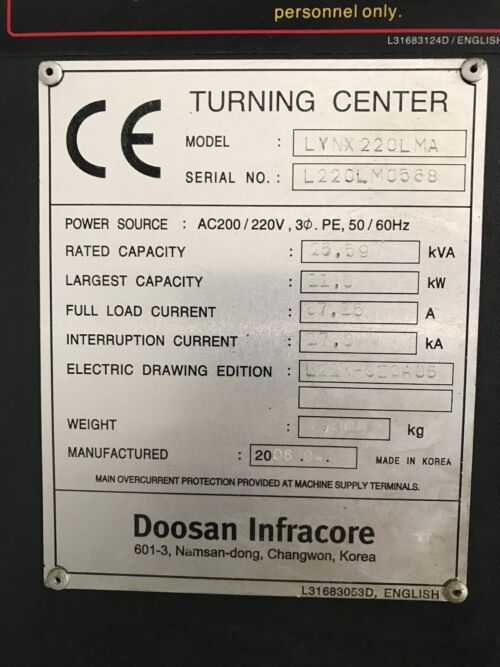 personnel only.
L31683124D / ENGLISH
CE TURNING CENTER
MODEL : LYNX220LMA
SERIAL NO. : L220LM0568
POWER SOURCE : AC200 / 220V , 3Ø. PE, 50 / 60Hz
RATED CAPACITY : kVA
LARGEST CAPACITY : kW
FULL LOAD CURRENT : A
INTERRUPTION CURRENT : kA
ELECTRIC DRAWING EDITION :
WEIGHT : kg
MANUFACTURED : 2006 .04. MADE IN KOREA
MAIN OVERCURRENT PROTECTION PROVIDED AT MACHINE SUPPLY TERMINALS.
Doosan Infracore
601-3, Namsan-dong, Changwon, Korea
L31683053D, ENGLISH